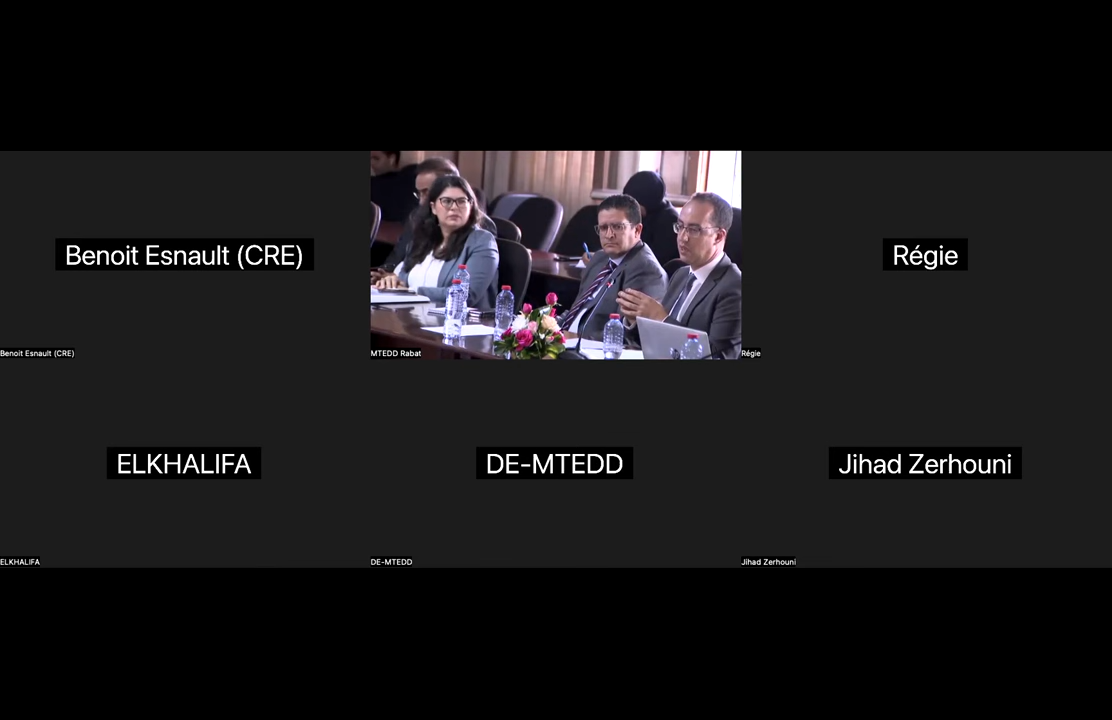 Benoit Esnault (CRE)
Benoit Esnault (CRE)
MTEDD Rabat
Régie
Régie
ELKHALIFA
ELKHALIFA
DE-MTEDD
DE-MTEDD
Jihad Zerhouni
Jihad Zerhouni